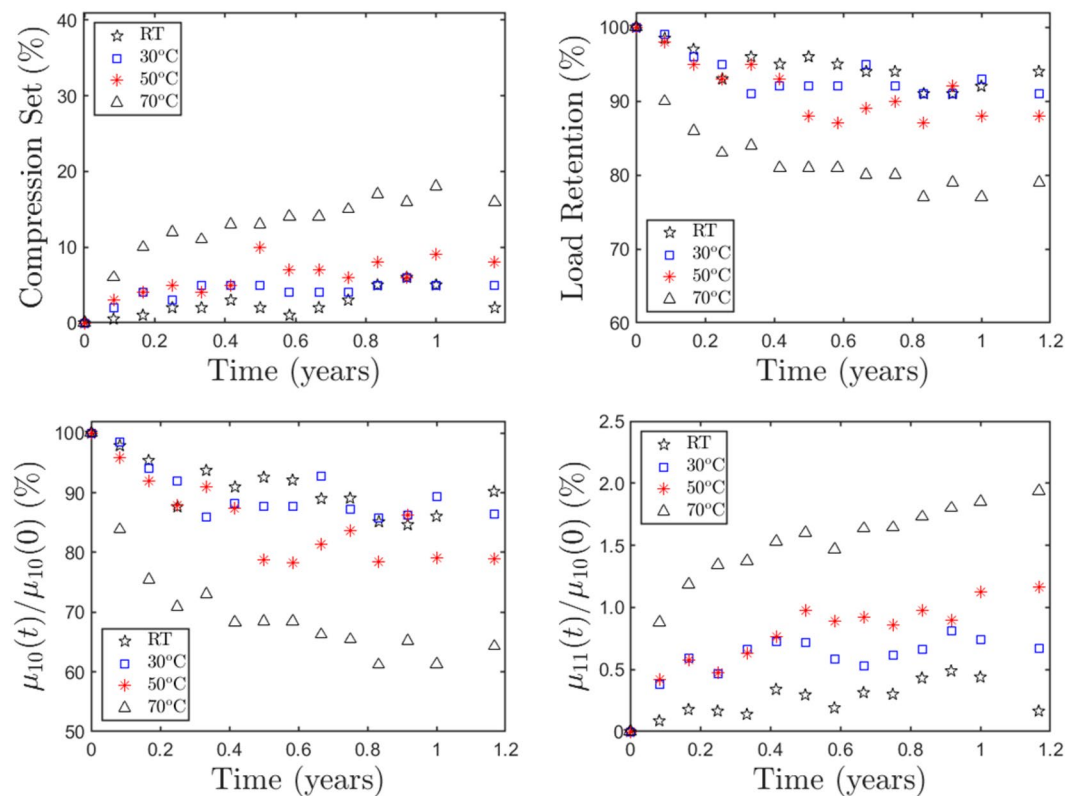 Compression Set (%)
40
30
20
10
0
RT
30°C
50°C
70°C
0 0.2 0.4 0.6 0.8 1 1.2
Time (years)
Load Retention (%)
100
90
80
70
60
RT
30°C
50°C
70°C
0 0.2 0.4 0.6 0.8 1 1.2
Time (years)
μ₁₀(t)/μ₁₀(0) (%)
100
90
80
70
60
50
RT
30°C
50°C
70°C
0 0.2 0.4 0.6 0.8 1 1.2
Time (years)
μ₁₁(t)/μ₁₀(0) (%)
2.5
2.0
1.5
1.0
0.5
0
RT
30°C
50°C
70°C
0 0.2 0.4 0.6 0.8 1 1.2
Time (years)